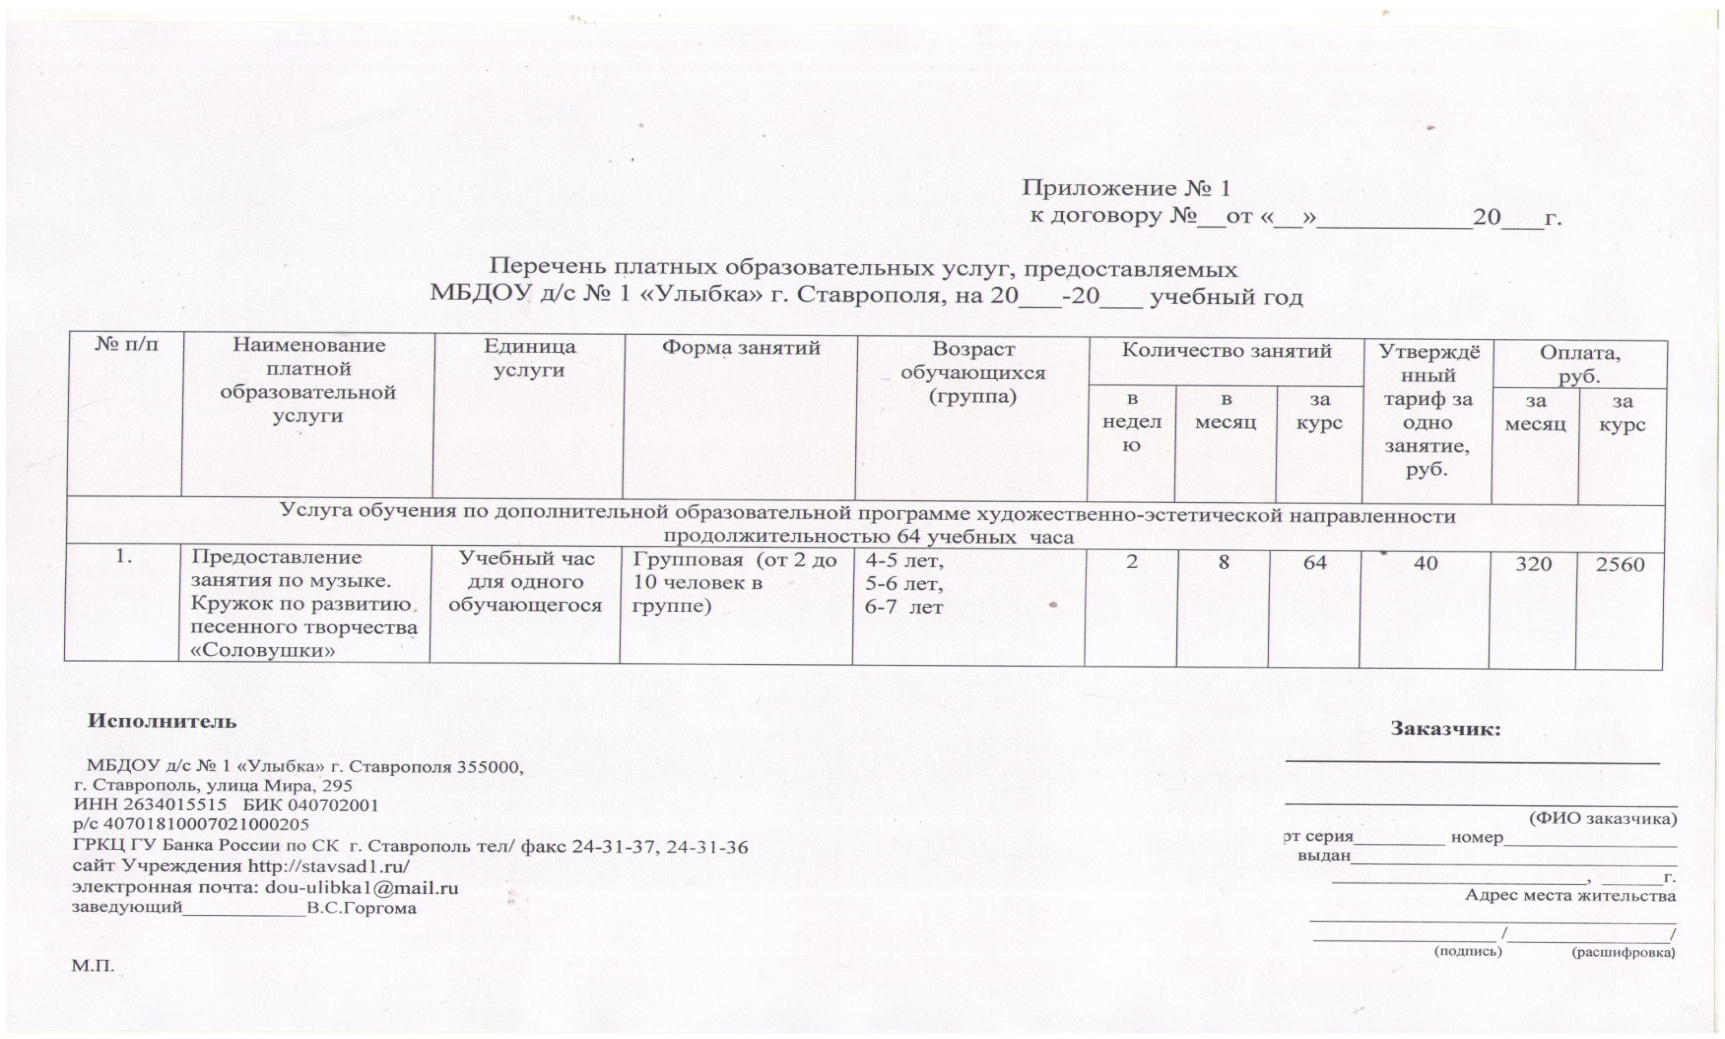 Приложение № 1
к договору №__от «__»___________20___г.
Перечень платных образовательных услуг, предоставляемых
МБДОУ д/с № 1 «Улыбка» г. Ставрополя, на 20___-20___ учебный год
№ п/п
Наименование
платной
образовательной
услуги
Единица
услуги
Форма занятий
Возраст
обучающихся
(группа)
Количество занятий
в
недел
ю
в
месяц
за
курс
Утверждё
нный
тариф за
одно
занятие,
руб.
Оплата,
руб.
за
месяц
за
курс
Услуга обучения по дополнительной образовательной программе художественно-эстетической направленности
продолжительностью 64 учебных часа
1.
Предоставление
занятия по музыке.
Кружок по развитию
песенного творчества
«Соловушки»
Учебный час
для одного
обучающегося
Групповая (от 2 до
10 человек в
группе)
4-5 лет,
5-6 лет,
6-7 лет
2
8
64
40
320
2560
Исполнитель
МБДОУ д/с № 1 «Улыбка» г. Ставрополя 355000,
г. Ставрополь, улица Мира, 295
ИНН 2634015515 БИК 040702001
р/с 40701810007021000205
ГРКЦ ГУ Банка России по СК г. Ставрополь тел/ факс 24-31-37, 24-31-36
сайт Учреждения http://stavsad1.ru/
электронная почта: dou-ulibka1@mail.ru
заведующий____________В.С.Горгома
М.П.
Заказчик:
(ФИО заказчика)
рт серия_________ номер_________________
выдан________________________________
_________________________, ______г.
Адрес места жительства
__________________/________________/
(подпись) (расшифровка)